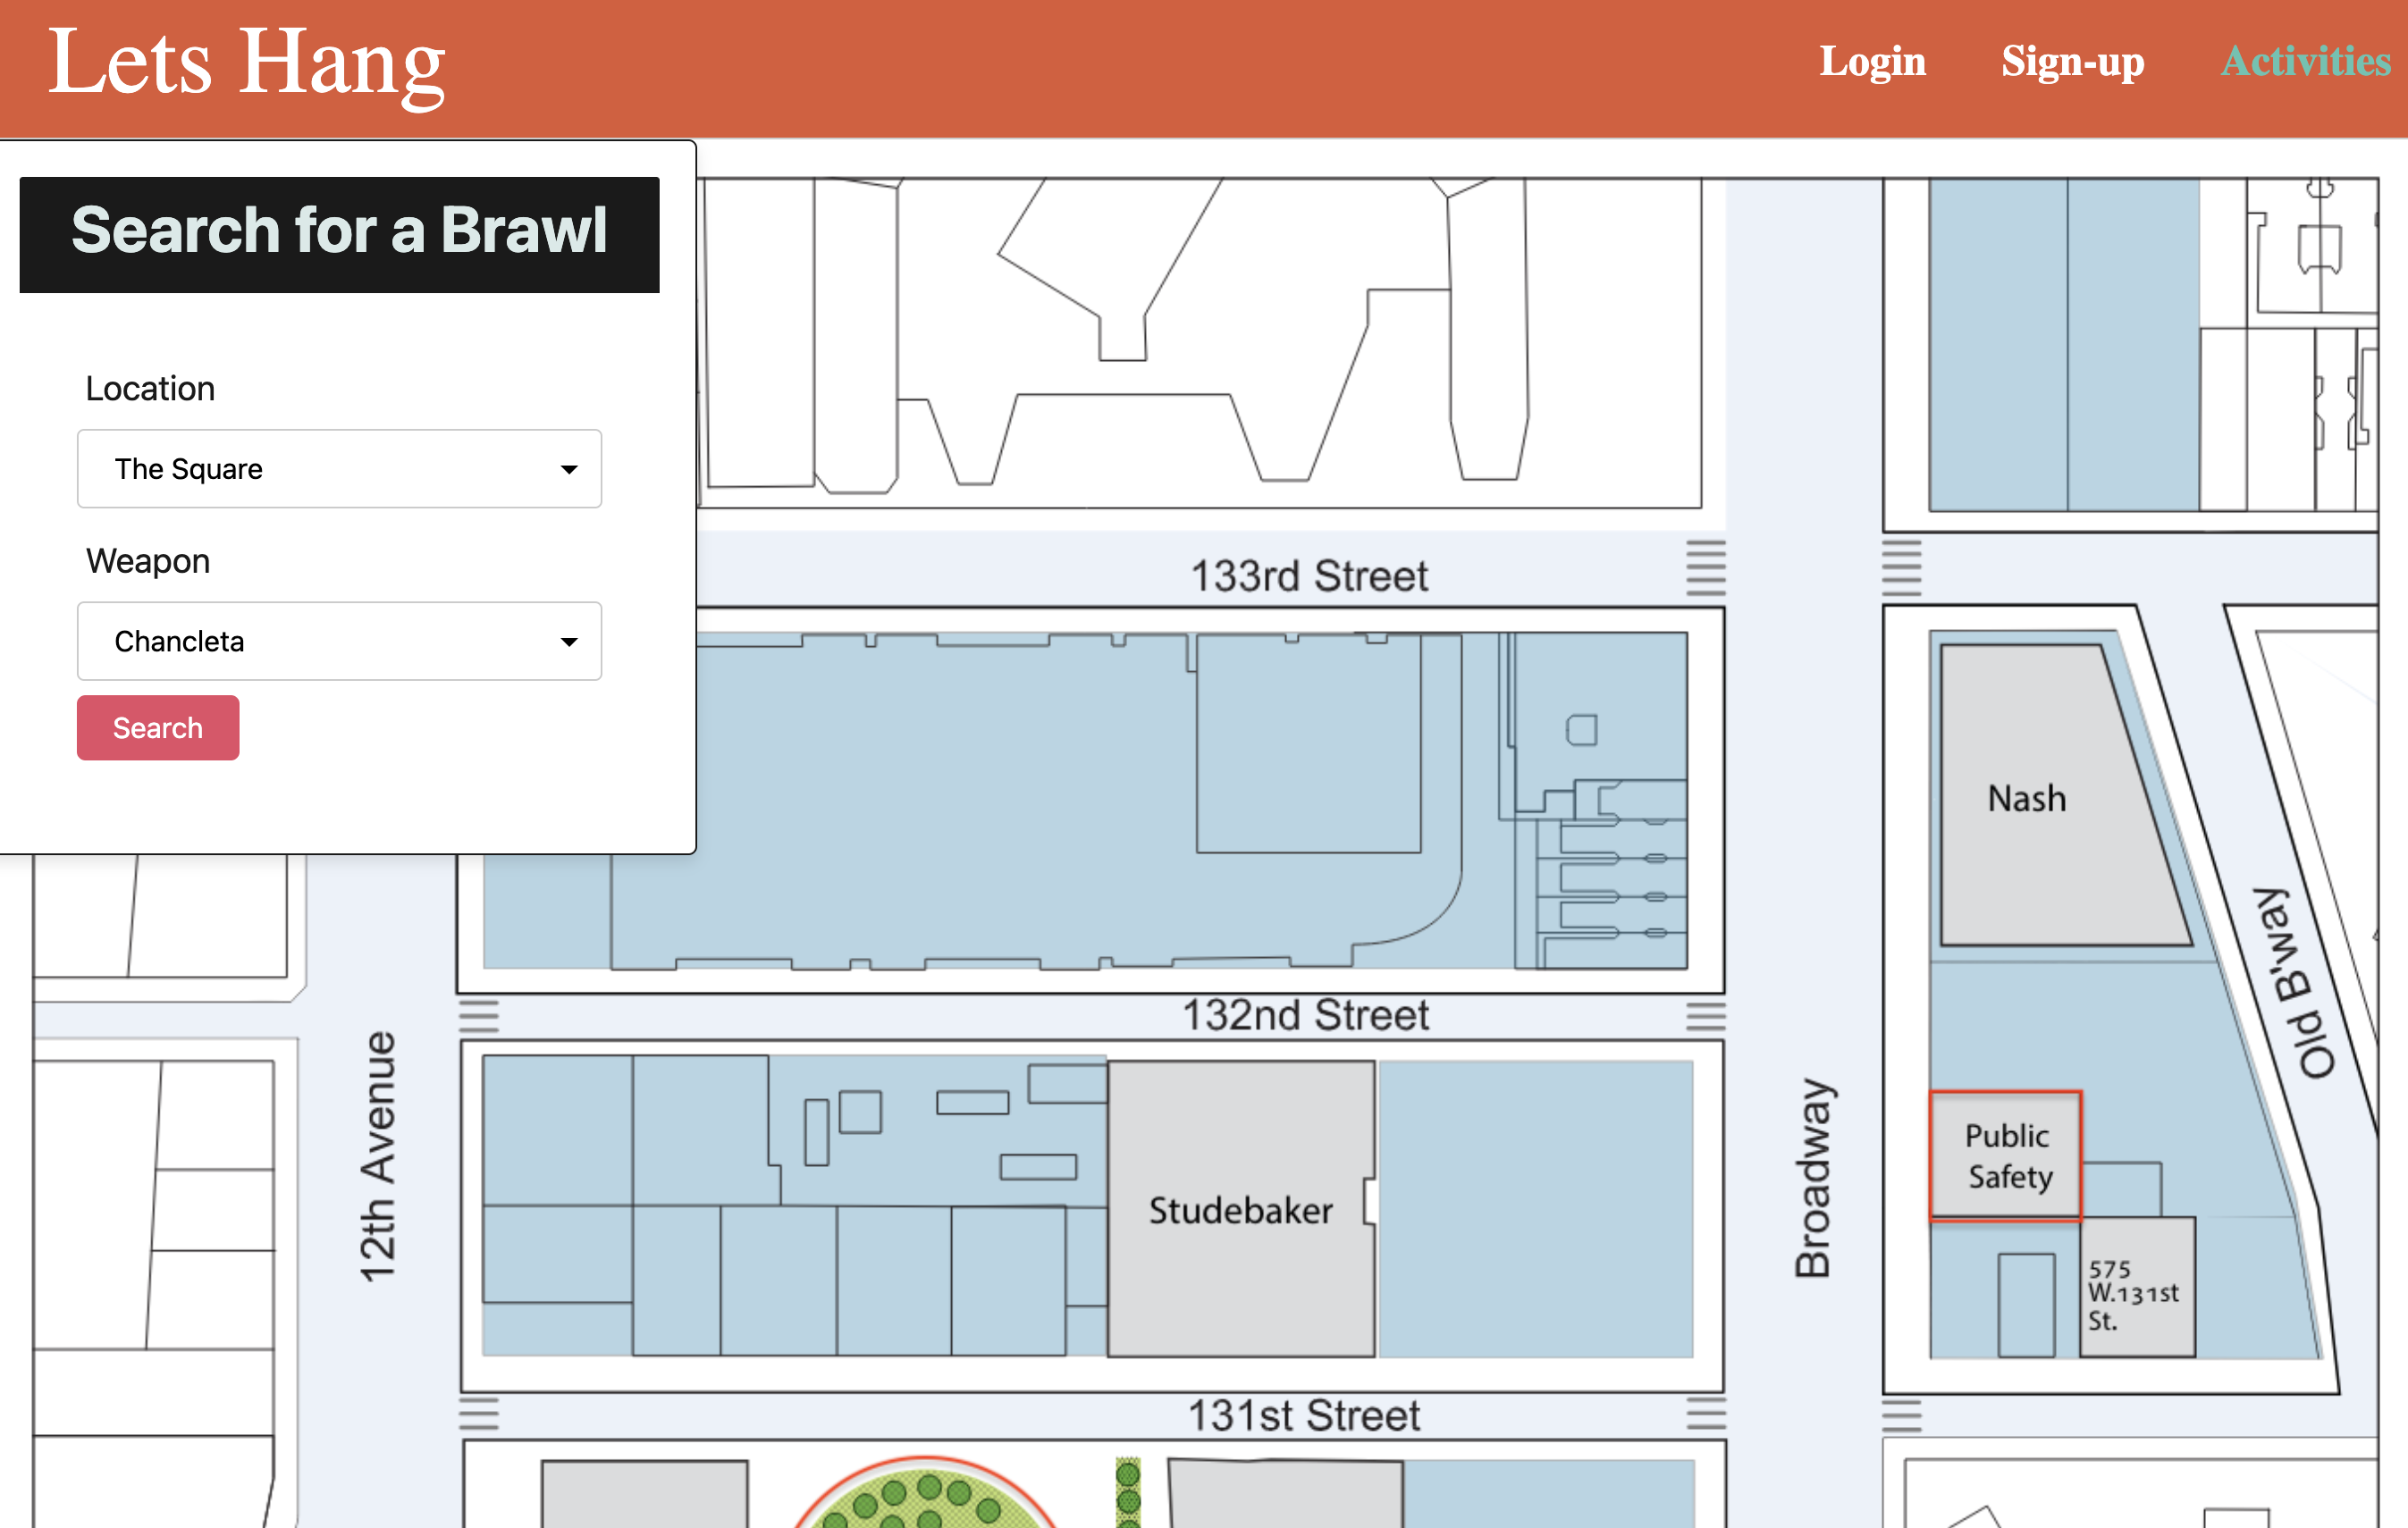 Lets Hang
Login Sign-up Activities
Search for a Brawl
Location
The Square
Weapon
Chancleta
Search
133rd Street
Nash
Old B'way
132nd Street
12th Avenue
Studebaker
Broadway
Public
Safety
575
W.131st
St.
131st Street